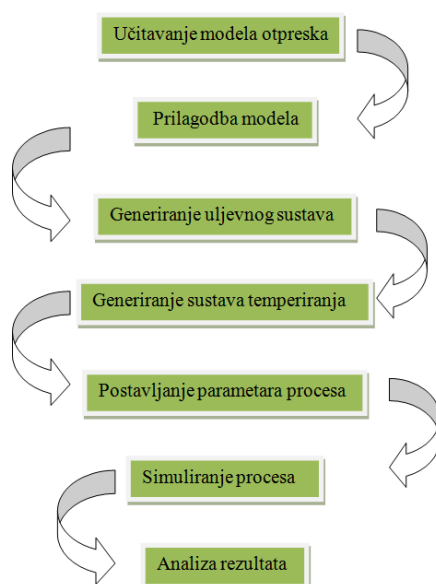 Učitavanje modela otpreska
Prilagodba modela
Generiranje uljevnog sustava
Generiranje sustava temperiranja
Postavljanje parametara procesa
Simuliranje procesa
Analiza rezultata